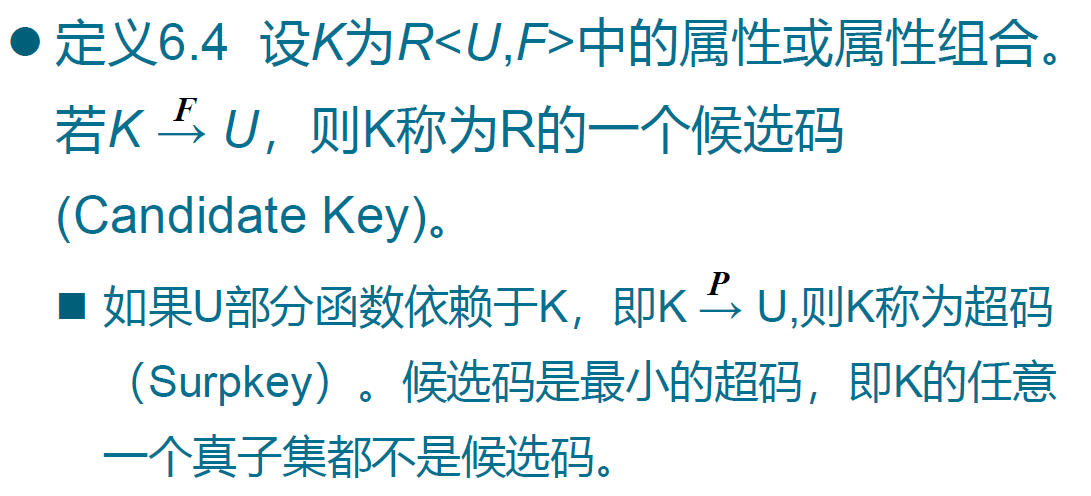 ● 定义6.4 设K为R<U,F>中的属性或属性组合。
若K F→ U，则K称为R的一个候选码
(Candidate Key)。
■ 如果U部分函数依赖于K，即K P→ U,则K称为超码
（Surpkey）。候选码是最小的超码，即K的任意
一个真子集都不是候选码。